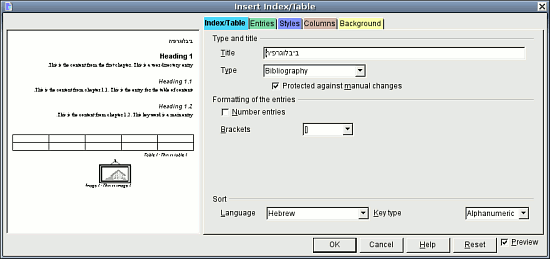 Insert Index/Table
Index/Table Entries Styles Columns Background
Heading 1
.This is the content from the first chapter. This is a user directory entry
Heading 1.1
.This is the content from chapter 1.1. This is the entry for the table of contents
Heading 1.2
.This is the content from chapter 1.2. This keyword is a main entry
Table 1: This is table 1
Image 1: This is image 1
Type and title
Title ביבלוגרפיה
Type Bibliography
Protected against manual changes
Formatting of the entries
Number entries
Brackets []
Sort
Language Hebrew Key type Alphanumeric
OK Cancel Help Reset Preview